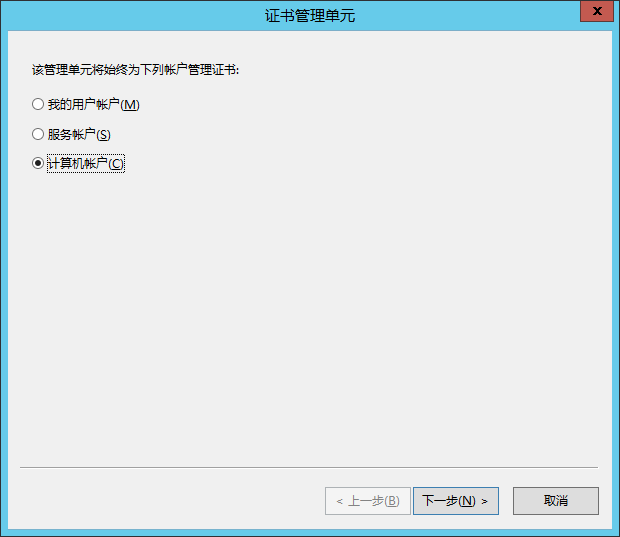 证书管理单元
该管理单元将始终为下列帐户管理证书:
我的用户帐户(M)
服务帐户(S)
计算机帐户(C)
< 上一步(B) 下一步(N) > 取消